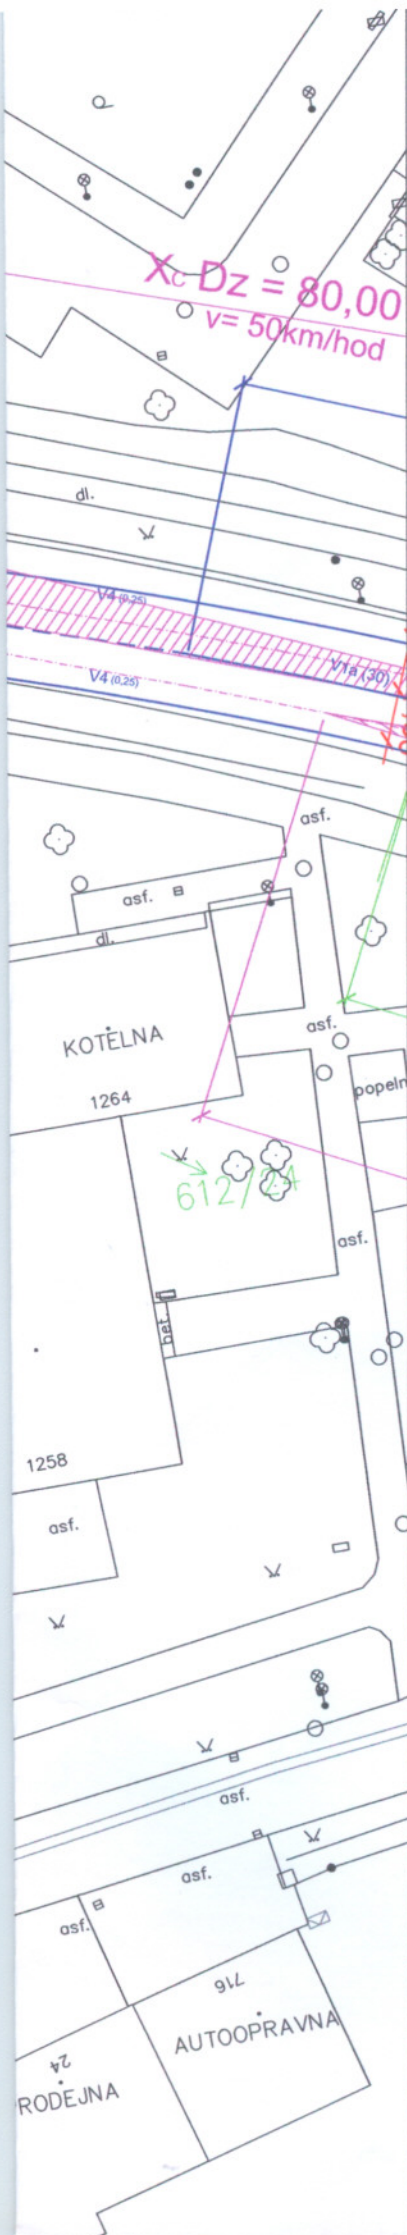 Xc Dz = 80,00
v= 50km/hod
dl.
V4 (0,25)
V1a (30)
V4 (0,25)
asf.
asf.
dl.
asf.
KOTELNA
popeln
1264
612/24
asf.
bet.
1258
asf.
asf.
asf.
asf.
716
AUTOOPRAVNA
24
RODEJNA